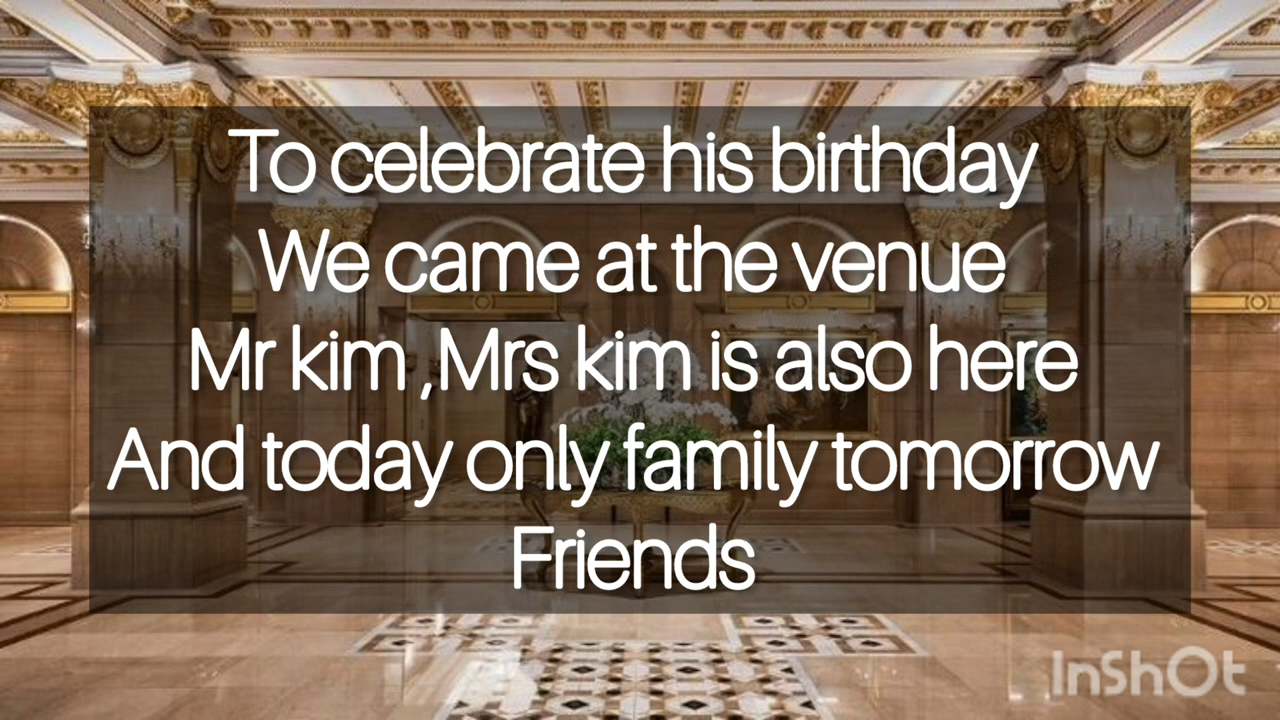 To celebrate his birthday
We came at the venue
Mr kim ,Mrs kim is also here
And today only family tomorrow
Friends
InShOt